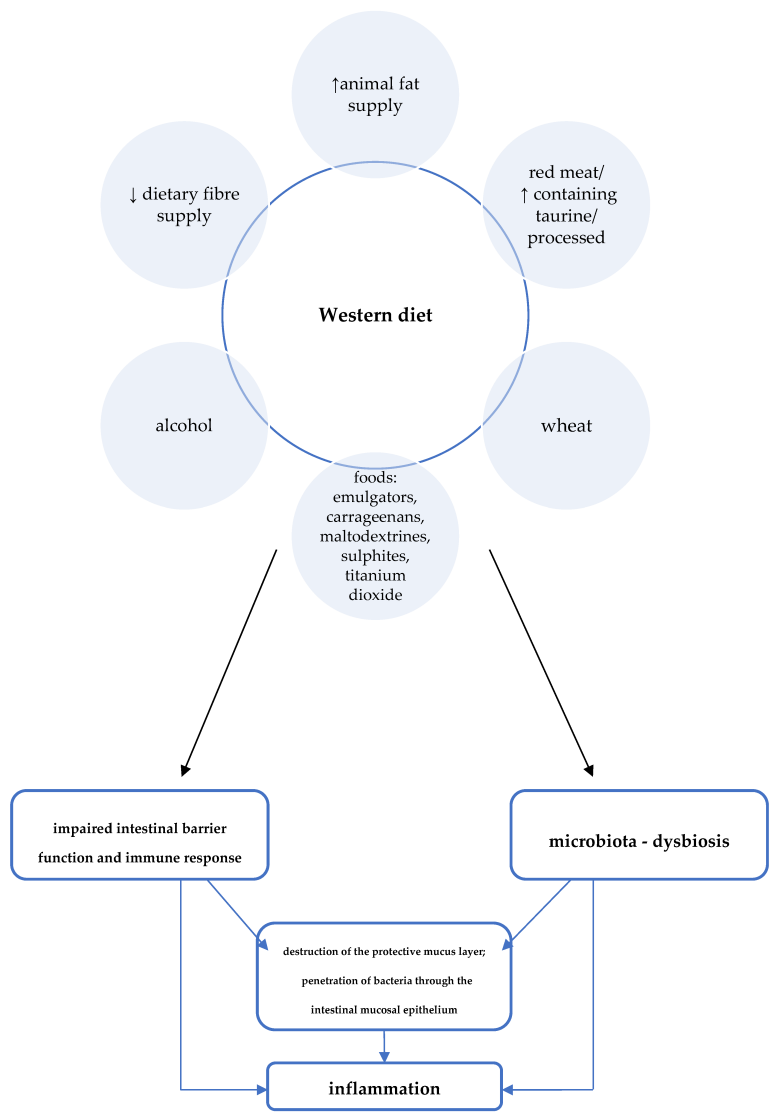 ↑animal fat
supply
↓ dietary fibre
supply
red meat/
↑ containing
taurine/
processed
Western diet
alcohol
wheat
foods:
emulgators,
carrageenans,
maltodextrines,
sulphites,
titanium
dioxide
impaired intestinal barrier
function and immune response
microbiota - dysbiosis
destruction of the protective mucus layer;
penetration of bacteria through the
intestinal mucosal epithelium
inflammation